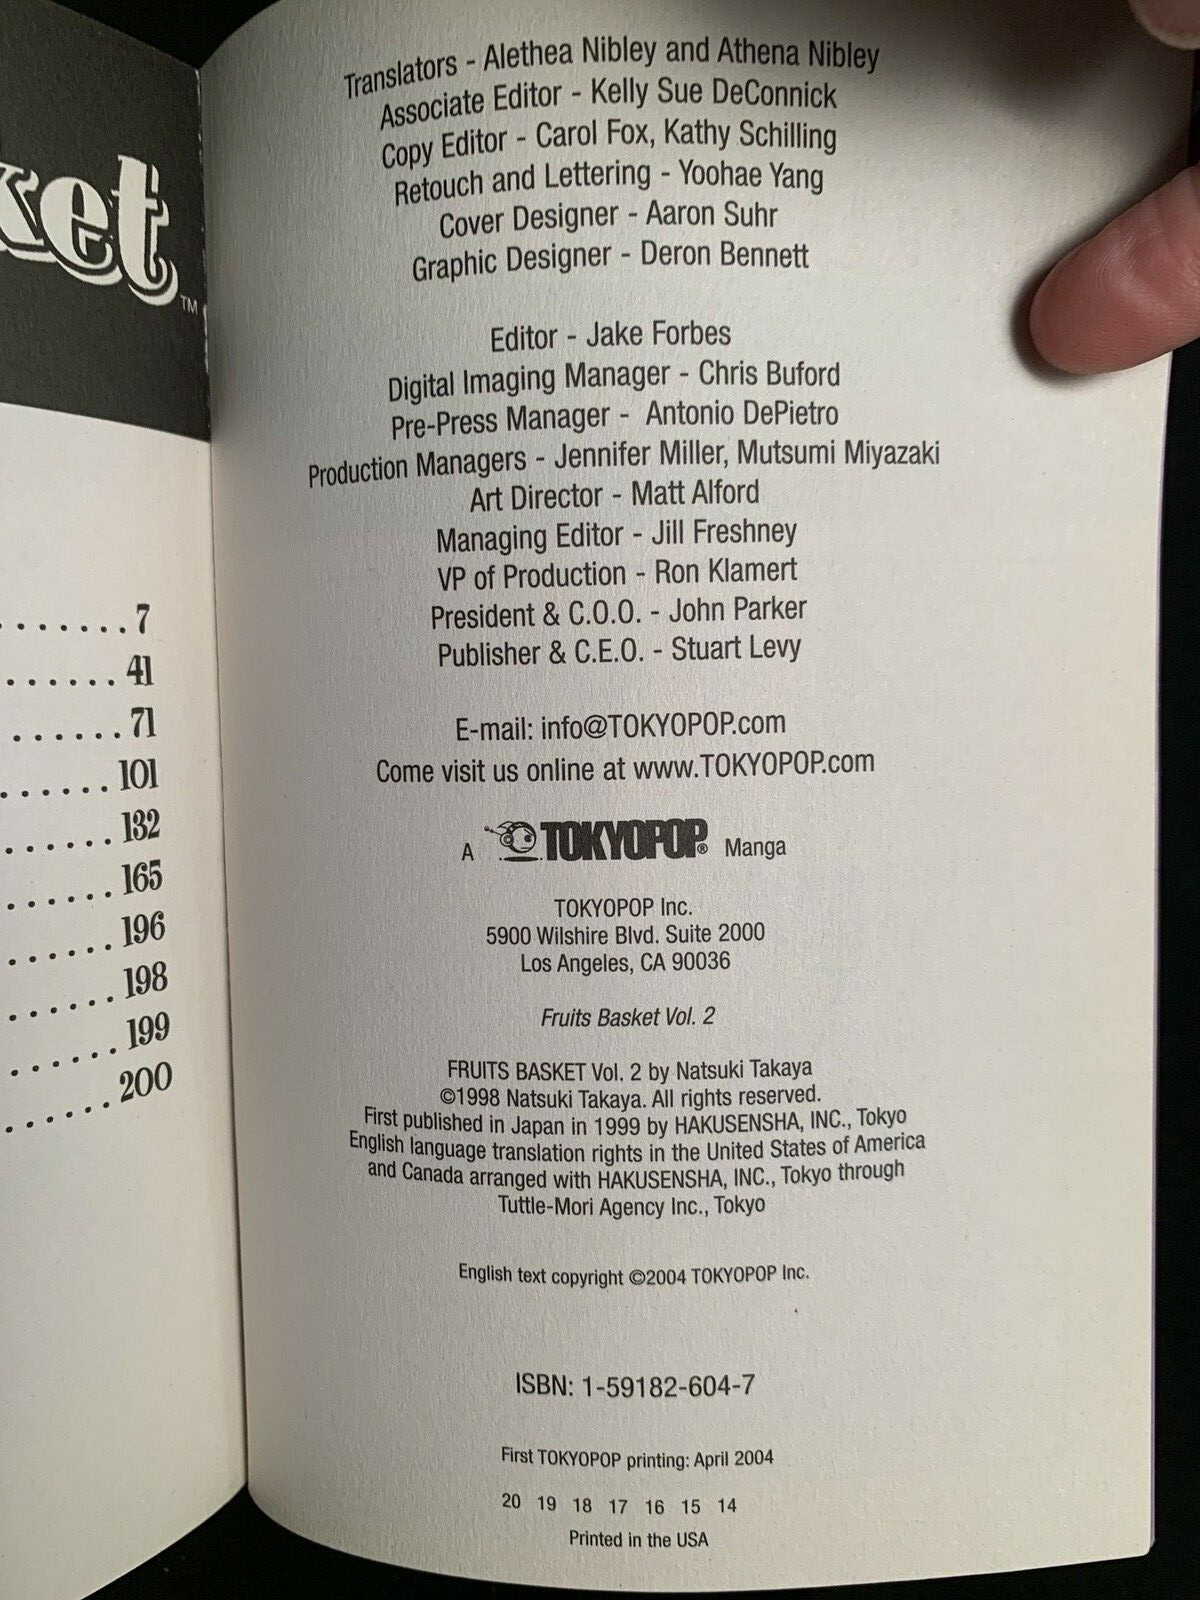 ket™
7
41
71
101
132
165
196
198
199
200
Translators - Alethea Nibley and Athena Nibley
Associate Editor - Kelly Sue DeConnick
Copy Editor - Carol Fox, Kathy Schilling
Retouch and Lettering - Yoohae Yang
Cover Designer - Aaron Suhr
Graphic Designer - Deron Bennett
Editor - Jake Forbes
Digital Imaging Manager - Chris Buford
Pre-Press Manager - Antonio DePietro
Production Managers - Jennifer Miller, Mutsumi Miyazaki
Art Director - Matt Alford
Managing Editor - Jill Freshney
VP of Production - Ron Klamert
President & C.O.O. - John Parker
Publisher & C.E.O. - Stuart Levy
E-mail: info@TOKYOPOP.com
Come visit us online at www.TOKYOPOP.com
A TOKYOPOP® Manga
TOKYOPOP Inc.
5900 Wilshire Blvd. Suite 2000
Los Angeles, CA 90036
Fruits Basket Vol. 2
FRUITS BASKET Vol. 2 by Natsuki Takaya
©1998 Natsuki Takaya. All rights reserved.
First published in Japan in 1999 by HAKUSENSHA, INC., Tokyo
English language translation rights in the United States of America
and Canada arranged with HAKUSENSHA, INC., Tokyo through
Tuttle-Mori Agency Inc., Tokyo
English text copyright ©2004 TOKYOPOP Inc.
ISBN: 1-59182-604-7
First TOKYOPOP printing: April 2004
20 19 18 17 16 15 14
Printed in the USA